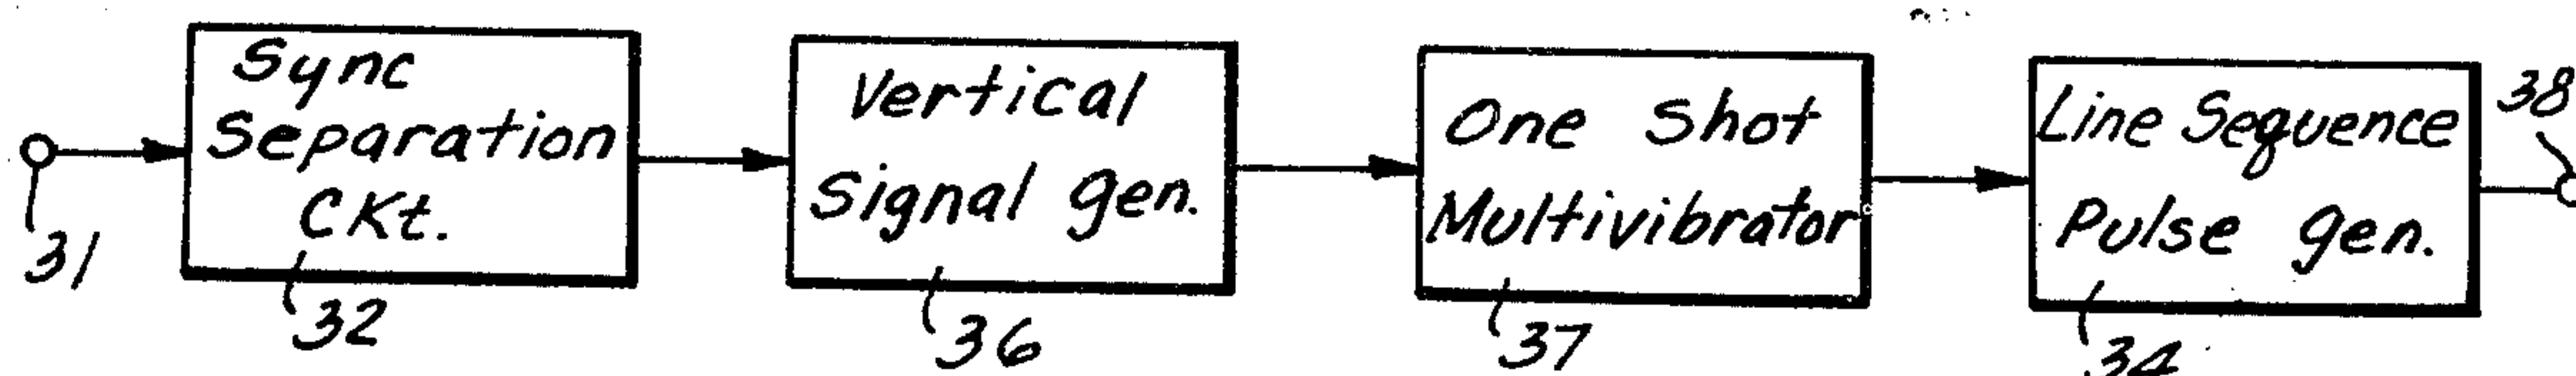 Sync
Separation
CKt.
31
32
Vertical
Signal gen.
36
One Shot
Multivibrator
37
Line Sequence
Pulse gen.
34
38